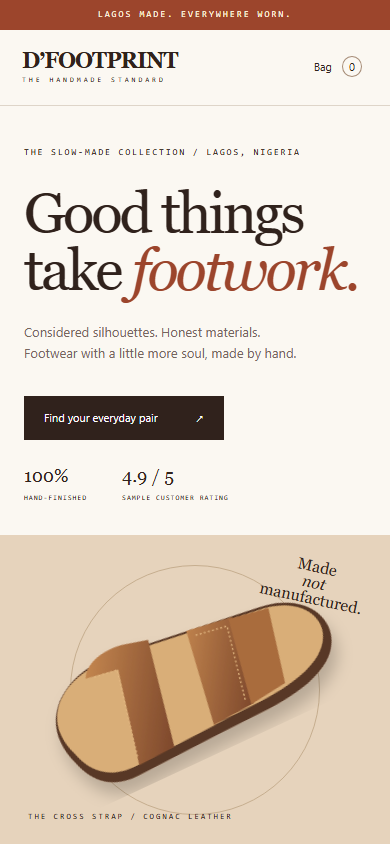 LAGOS MADE. EVERYWHERE WORN.
D'FOOTPRINT
THE HANDMADE STANDARD
Bag 0
THE SLOW-MADE COLLECTION / LAGOS, NIGERIA
Good things
take footwork.
Considered silhouettes. Honest materials.
Footwear with a little more soul, made by hand.
Find your everyday pair ↗
100%
HAND-FINISHED
4.9 / 5
SAMPLE CUSTOMER RATING
Made
not
manufactured.
THE CROSS STRAP / COGNAC LEATHER